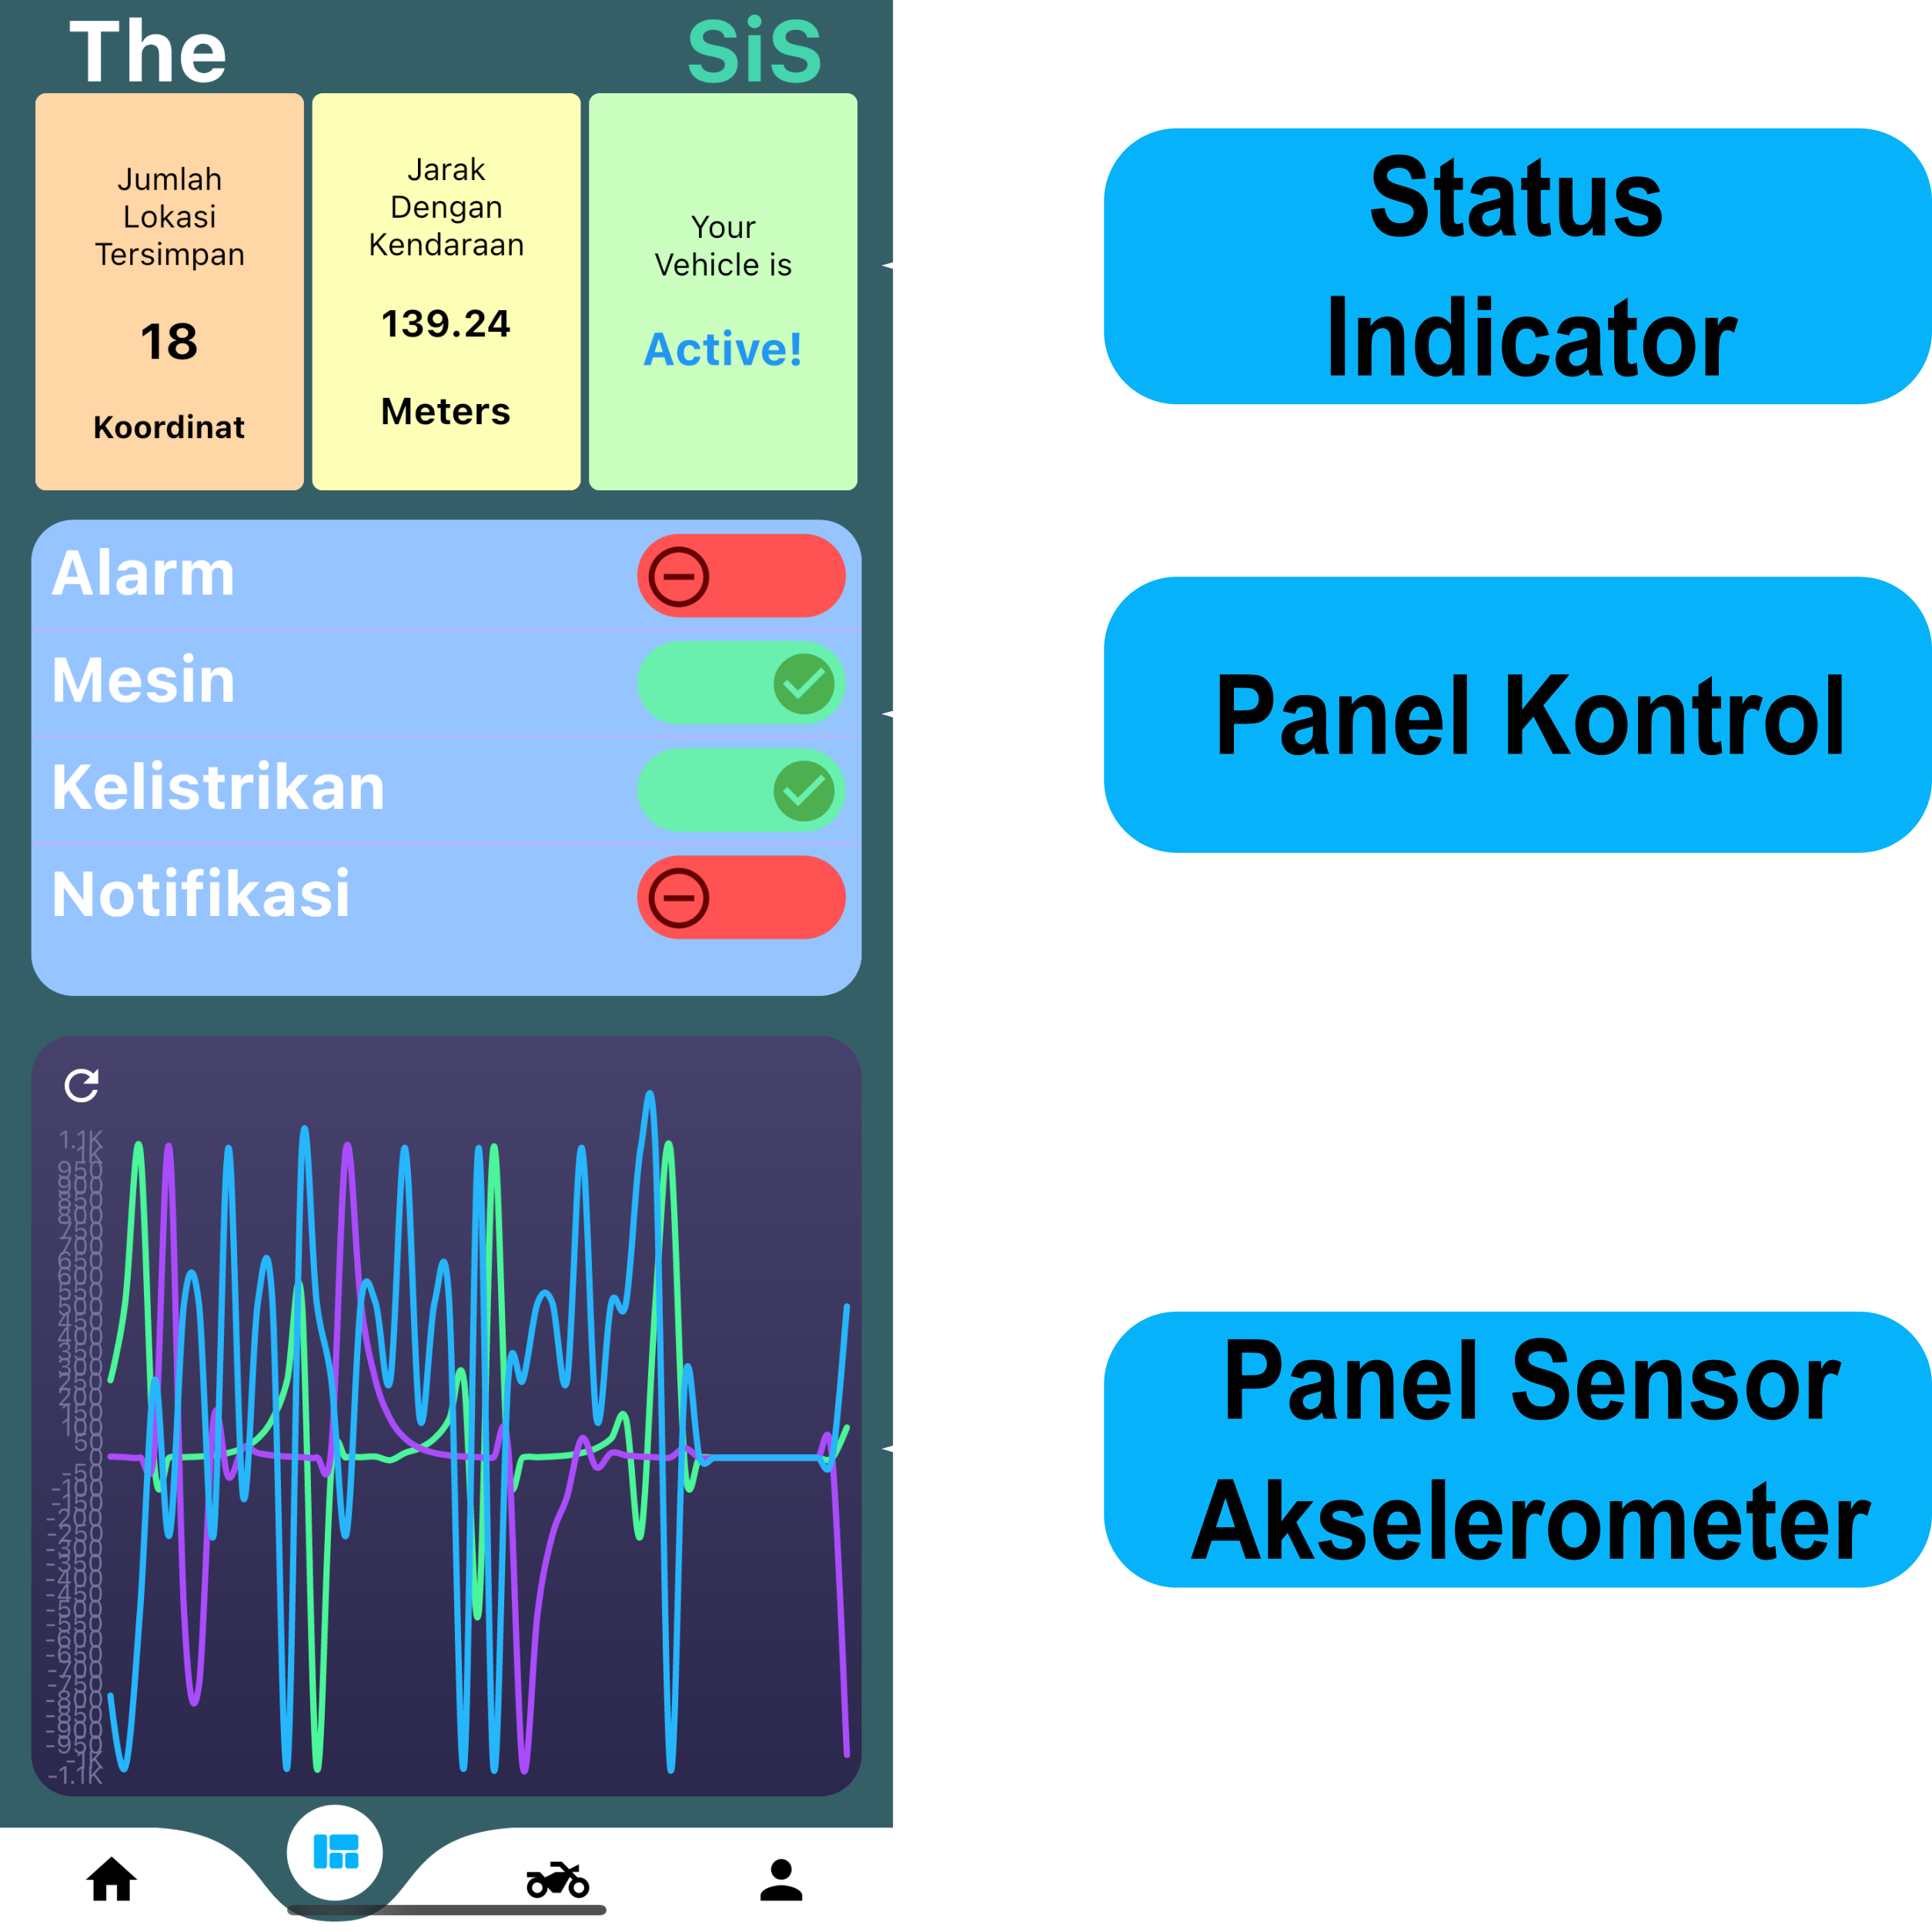 The SiS
Jumlah
Lokasi
Tersimpan
18
Koordinat
Jarak
Dengan
Kendaraan
139.24
Meters
Your
Vehicle is
Active!
Status
Indicator
Alarm
Mesin
Kelistrikan
Notifikasi
Panel Kontrol
1.1K
1K
950
900
850
800
750
700
650
600
550
500
450
400
350
300
250
200
150
100
50
0
-50
-100
-150
-200
-250
-300
-350
-400
-450
-500
-550
-600
-650
-700
-750
-800
-850
-900
-950
-1K
-1.1K
Panel Sensor
Akselerometer